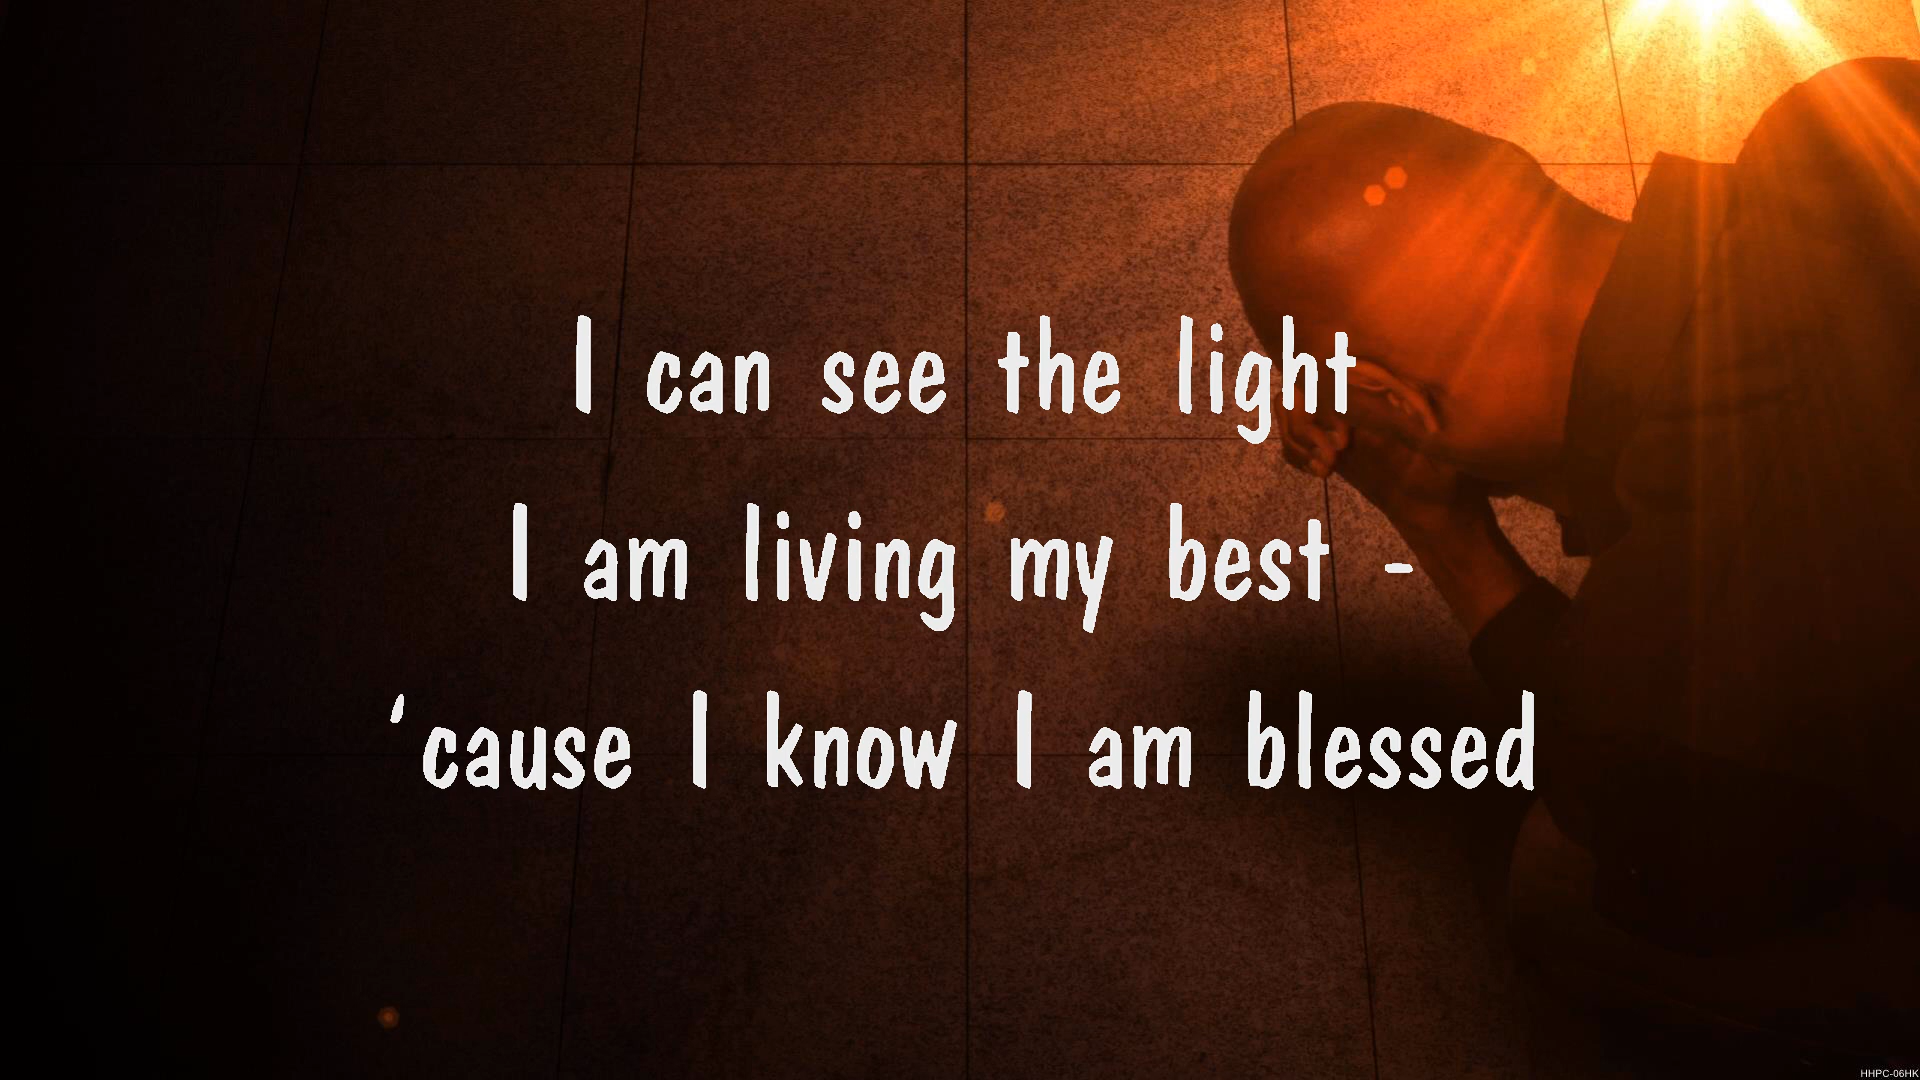 I can see the light
I am living my best -
‘cause I know I am blessed
HHPC-06HK